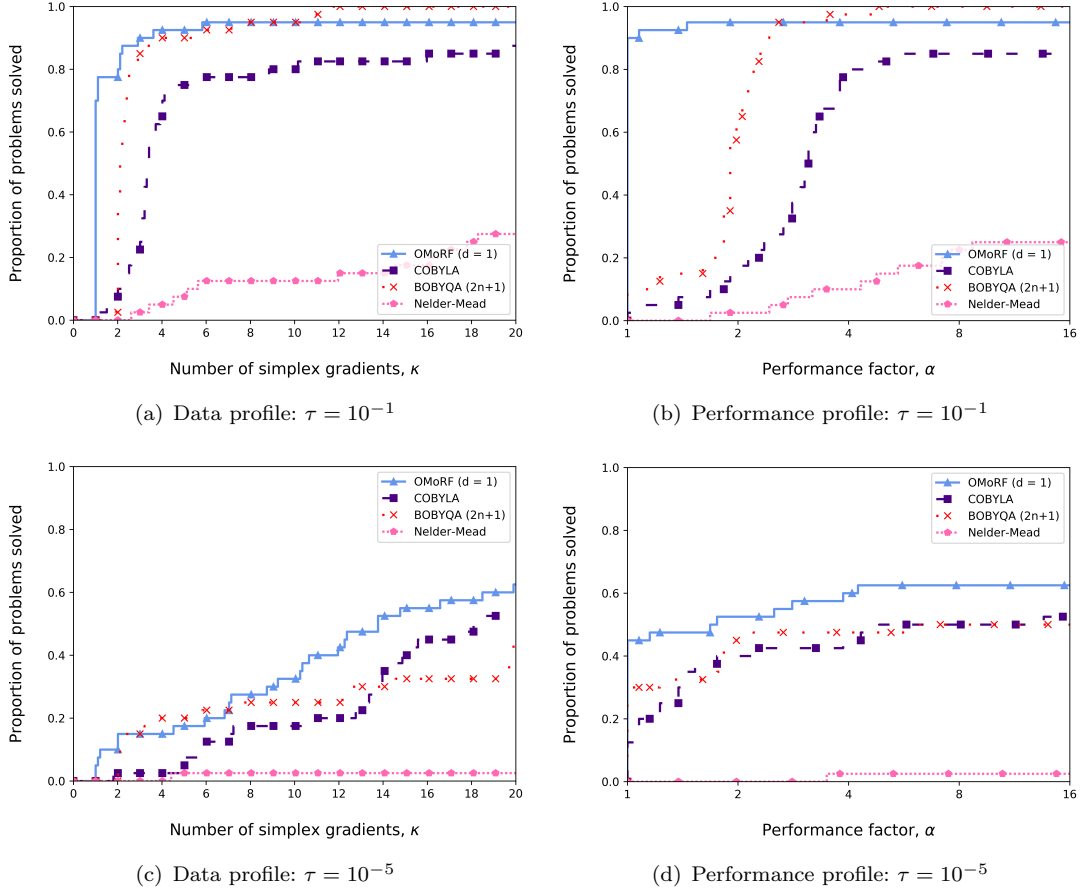 Proportion of problems solved
1.0
0.8
0.6
0.4
0.2
0.0
0 2 4 6 8 10 12 14 16 18 20
Number of simplex gradients, κ
OMoRF (d = 1)
COBYLA
BOBYQA (2n+1)
Nelder-Mead
(a) Data profile: τ = 10⁻¹
Proportion of problems solved
1.0
0.8
0.6
0.4
0.2
0.0
1 2 4 8 16
Performance factor, α
OMoRF (d = 1)
COBYLA
BOBYQA (2n+1)
Nelder-Mead
(b) Performance profile: τ = 10⁻¹
Proportion of problems solved
1.0
0.8
0.6
0.4
0.2
0.0
0 2 4 6 8 10 12 14 16 18 20
Number of simplex gradients, κ
OMoRF (d = 1)
COBYLA
BOBYQA (2n+1)
Nelder-Mead
(c) Data profile: τ = 10⁻⁵
Proportion of problems solved
1.0
0.8
0.6
0.4
0.2
0.0
1 2 4 8 16
Performance factor, α
OMoRF (d = 1)
COBYLA
BOBYQA (2n+1)
Nelder-Mead
(d) Performance profile: τ = 10⁻⁵